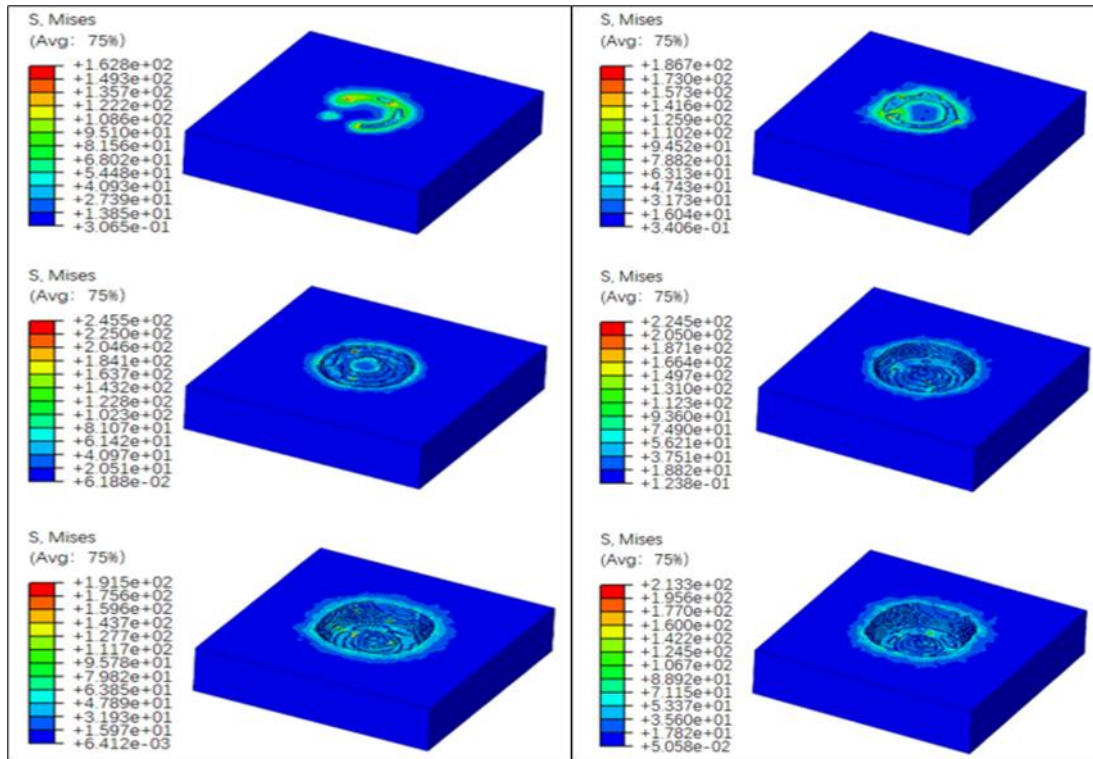 S, Mises
(Avg: 75%)
+1.628e+02
+1.493e+02
+1.357e+02
+1.222e+02
+1.086e+02
+9.510e+01
+8.156e+01
+6.802e+01
+5.448e+01
+4.093e+01
+2.739e+01
+1.385e+01
+3.065e-01
S, Mises
(Avg: 75%)
+1.867e+02
+1.730e+02
+1.573e+02
+1.416e+02
+1.259e+02
+1.102e+02
+9.452e+01
+7.882e+01
+6.313e+01
+4.743e+01
+3.173e+01
+1.604e+01
+3.406e-01
S, Mises
(Avg: 75%)
+2.455e+02
+2.250e+02
+2.046e+02
+1.841e+02
+1.637e+02
+1.432e+02
+1.228e+02
+1.023e+02
+8.107e+01
+6.142e+01
+4.097e+01
+2.051e+01
+6.188e-02
S, Mises
(Avg: 75%)
+2.245e+02
+2.050e+02
+1.871e+02
+1.664e+02
+1.497e+02
+1.310e+02
+1.123e+02
+9.360e+01
+7.490e+01
+5.621e+01
+3.751e+01
+1.882e+01
+1.238e-01
S, Mises
(Avg: 75%)
+1.915e+02
+1.756e+02
+1.596e+02
+1.437e+02
+1.277e+02
+1.117e+02
+9.578e+01
+7.982e+01
+6.385e+01
+4.789e+01
+3.193e+01
+1.597e+01
+6.412e-03
S, Mises
(Avg: 75%)
+2.133e+02
+1.956e+02
+1.770e+02
+1.600e+02
+1.422e+02
+1.245e+02
+1.067e+02
+8.892e+01
+7.115e+01
+5.337e+01
+3.560e+01
+1.782e+01
+5.058e-02